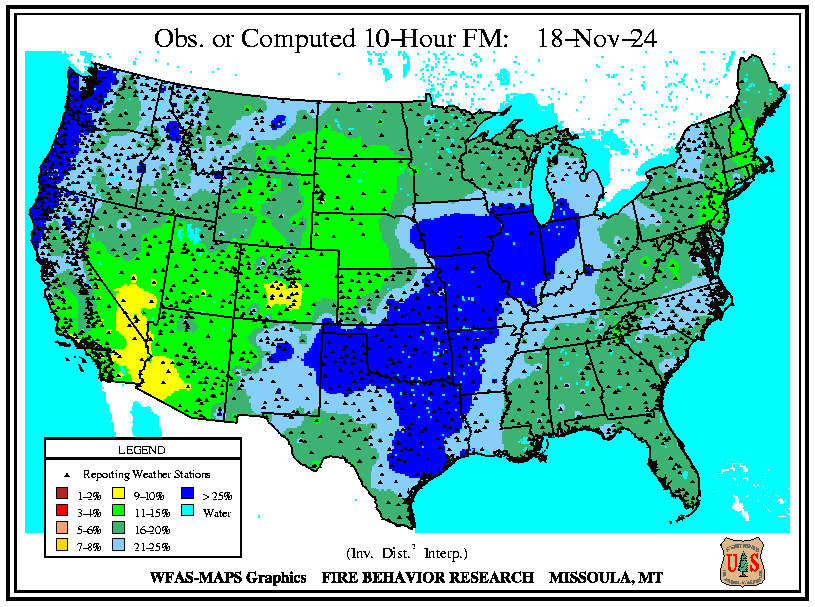 Obs. or Computed 10-Hour FM: 18-Nov-24
LEGEND
Reporting Weather Stations
1-2% 9-10% > 25%
3-4% 11-15% Water
5-6% 16-20%
7-8% 21-25%
(Inv. Dist.² Interp.)
WFAS-MAPS Graphics FIRE BEHAVIOR RESEARCH MISSOULA, MT
U S